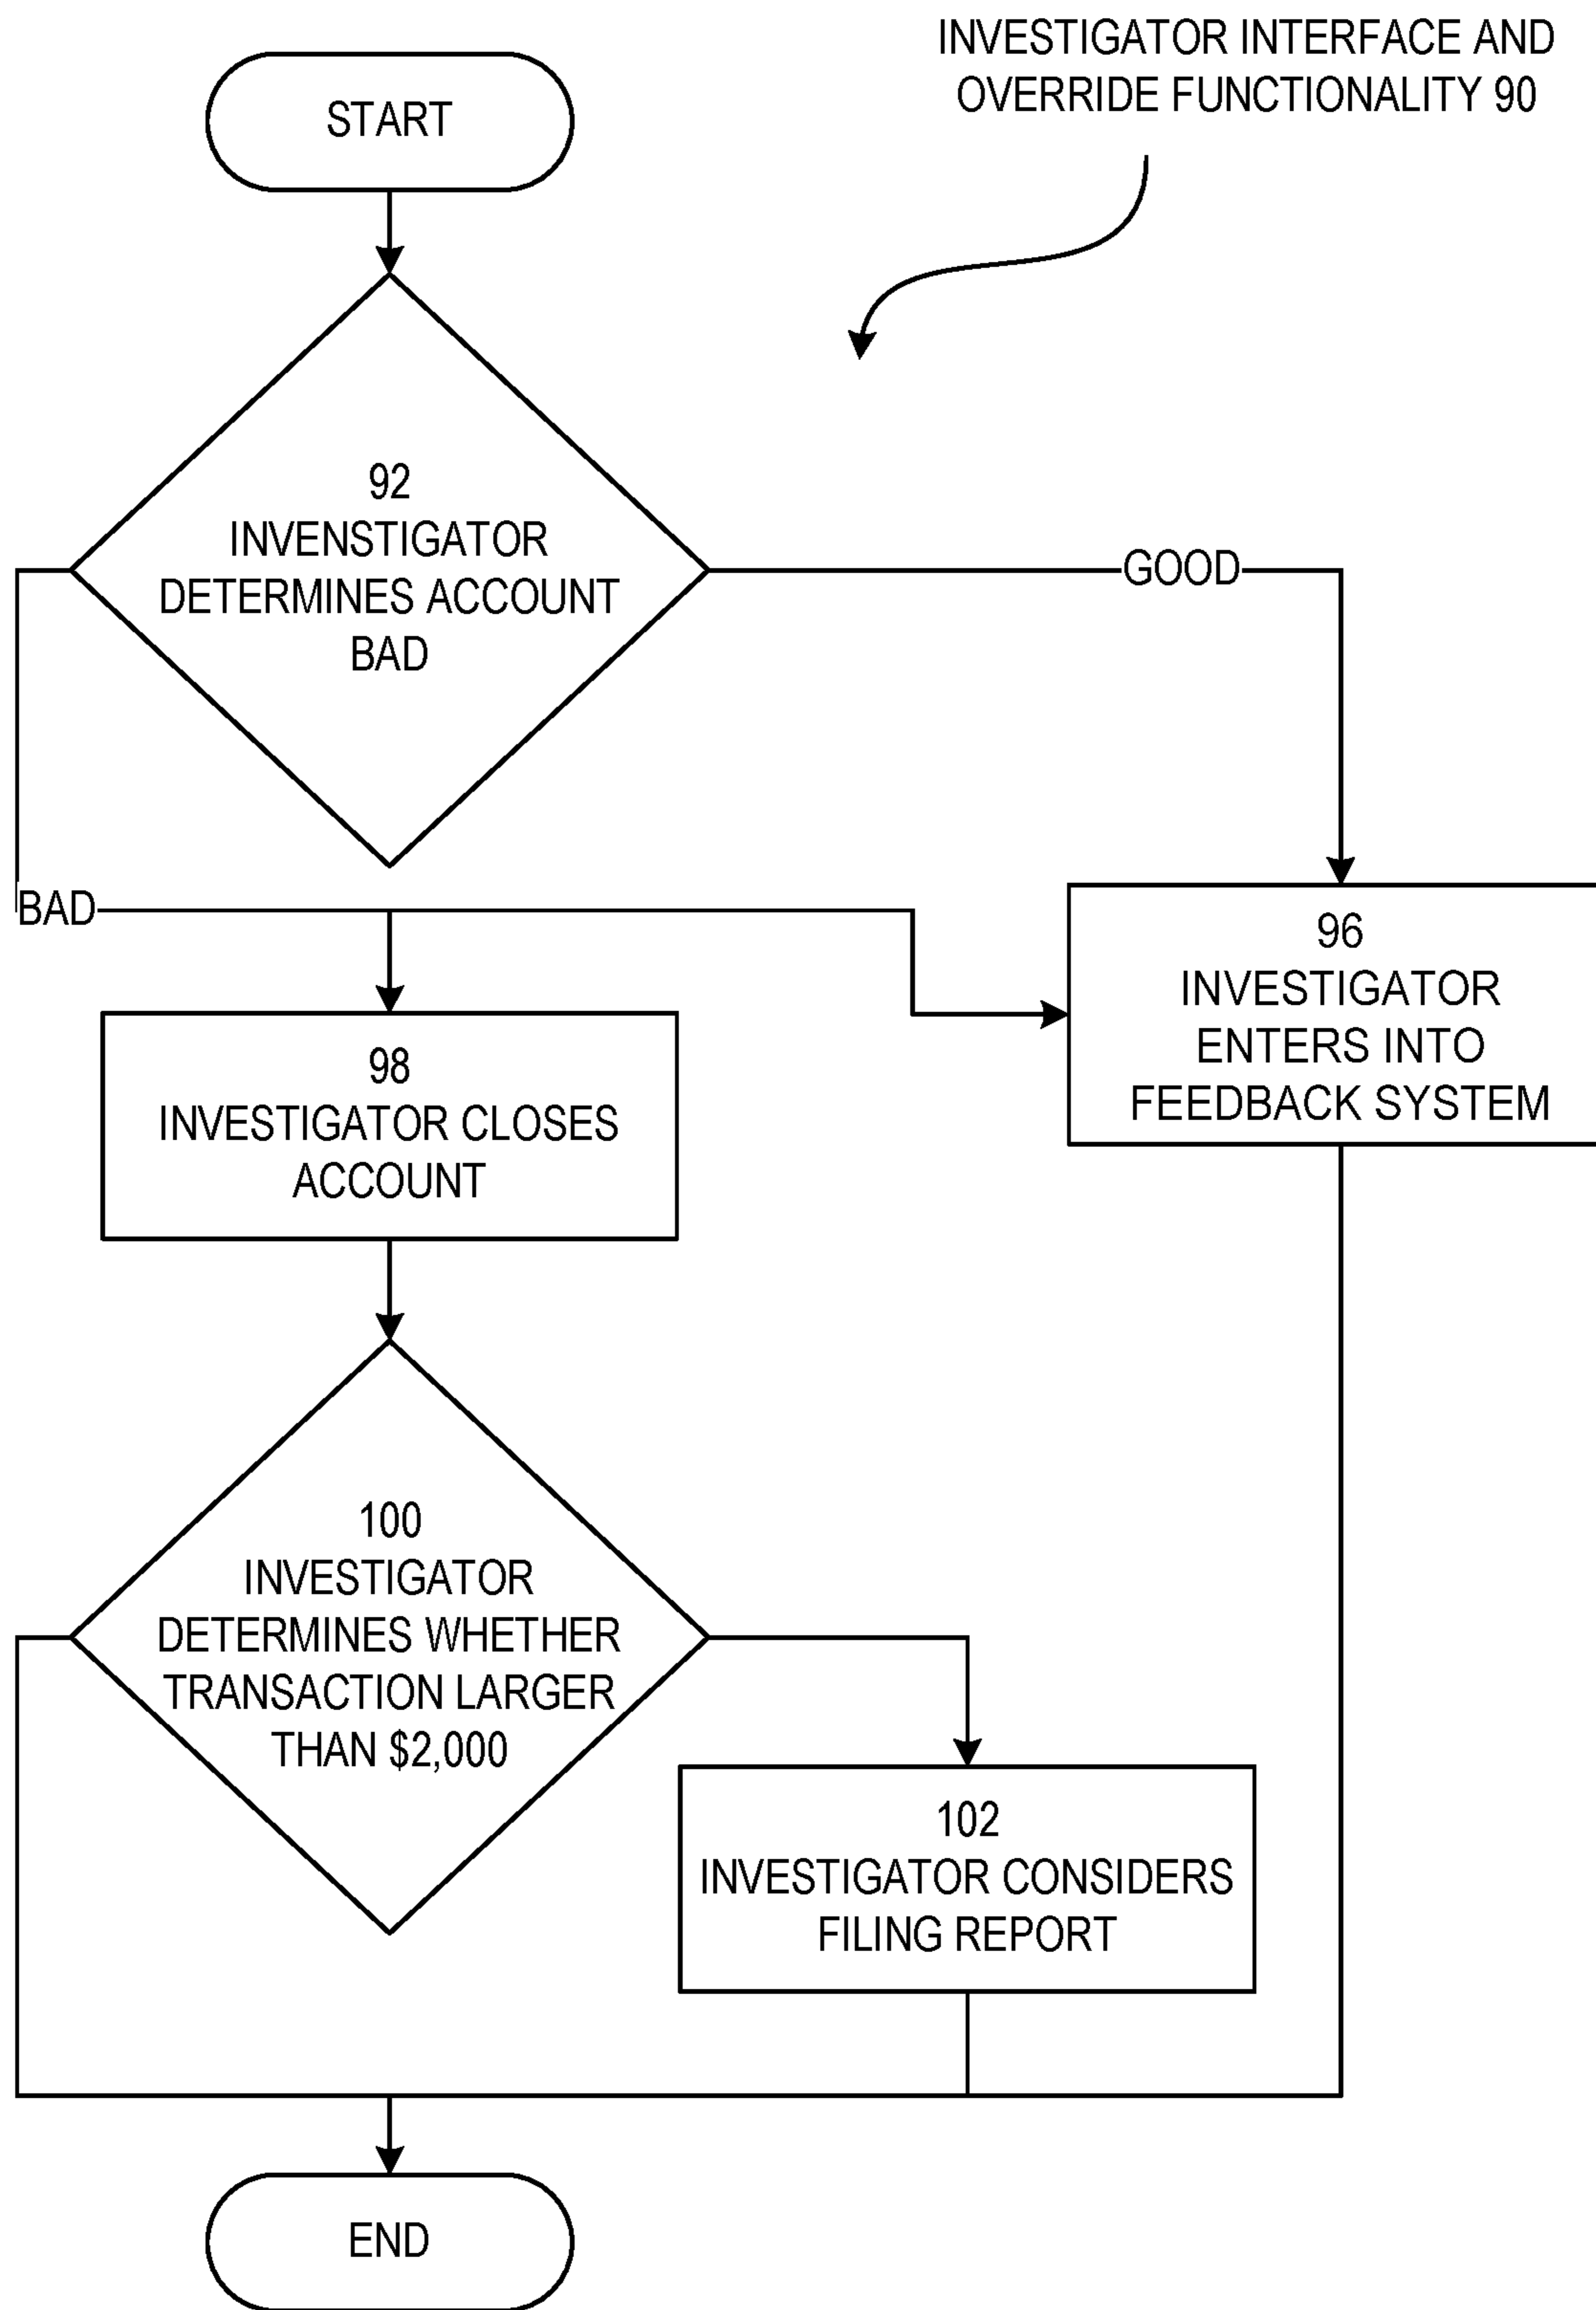 INVESTIGATOR INTERFACE AND
OVERRIDE FUNCTIONALITY 90
START
92
INVENSTIGATOR
DETERMINES ACCOUNT
BAD
GOOD
BAD
96
INVESTIGATOR
ENTERS INTO
FEEDBACK SYSTEM
98
INVESTIGATOR CLOSES
ACCOUNT
100
INVESTIGATOR
DETERMINES WHETHER
TRANSACTION LARGER
THAN $2,000
102
INVESTIGATOR CONSIDERS
FILING REPORT
END